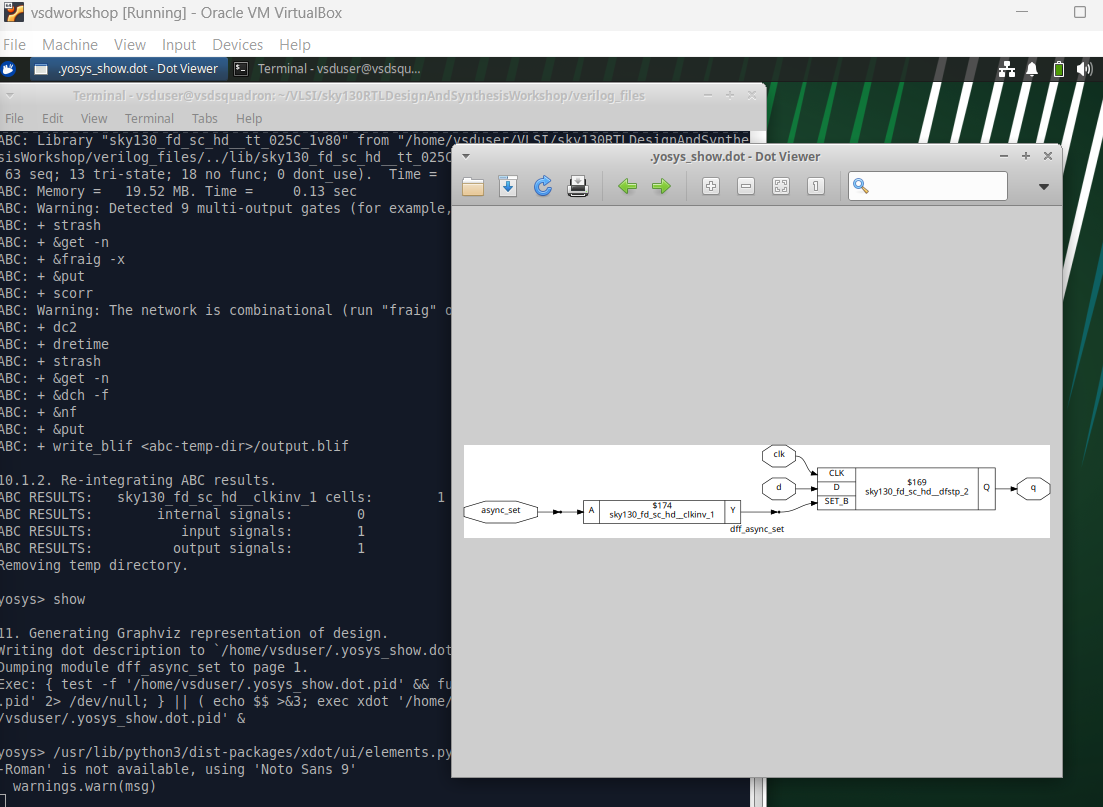 vsdworkshop [Running] - Oracle VM VirtualBox
File Machine View Input Devices Help
.yosys_show.dot - Dot Viewer
Terminal - vsduser@vsdsqu...
Terminal - vsduser@vsdsquadron: ~/VLSI/sky130RTLDesignAndSynthesisWorkshop/verilog_files
File Edit View Terminal Tabs Help
ABC: Library "sky130_fd_sc_hd__tt_025C_1v80" from "/home/vsduser/VLSI/sky130RTLDesignAndSynthe
sisWorkshop/verilog_files/../lib/sky130_fd_sc_hd__tt_025C
63 seq; 13 tri-state; 18 no func; 0 dont_use). Time =
ABC: Memory = 19.52 MB. Time = 0.13 sec
ABC: Warning: Detected 9 multi-output gates (for example,
ABC: + strash
ABC: + &get -n
ABC: + &fraig -x
ABC: + &put
ABC: + scorr
ABC: Warning: The network is combinational (run "fraig"
ABC: + dc2
ABC: + dretime
ABC: + strash
ABC: + &get -n
ABC: + &dch -f
ABC: + &nf
ABC: + &put
ABC: + write_blif <abc-temp-dir>/output.blif
10.1.2. Re-integrating ABC results.
ABC RESULTS: sky130_fd_sc_hd__clkinv_1 cells: 1
ABC RESULTS: internal signals: 0
ABC RESULTS: input signals: 1
ABC RESULTS: output signals: 1
Removing temp directory.
yosys> show
11. Generating Graphviz representation of design.
Writing dot description to `/home/vsduser/.yosys_show.dot
Dumping module dff_async_set to page 1.
Exec: { test -f '/home/vsduser/.yosys_show.dot.pid' && fu
.pid' 2> /dev/null; } || ( echo $$ >&3; exec xdot '/home/
/vsduser/.yosys_show.dot.pid' &
yosys> /usr/lib/python3/dist-packages/xdot/ui/elements.py
-Roman' is not available, using 'Noto Sans 9'
warnings.warn(msg)
.yosys_show.dot - Dot Viewer
clk
d
async_set
A
$174
sky130_fd_sc_hd__clkinv_1
Y
CLK
D
SET_B
$169
sky130_fd_sc_hd__dfstp_2
Q
q
dff_async_set